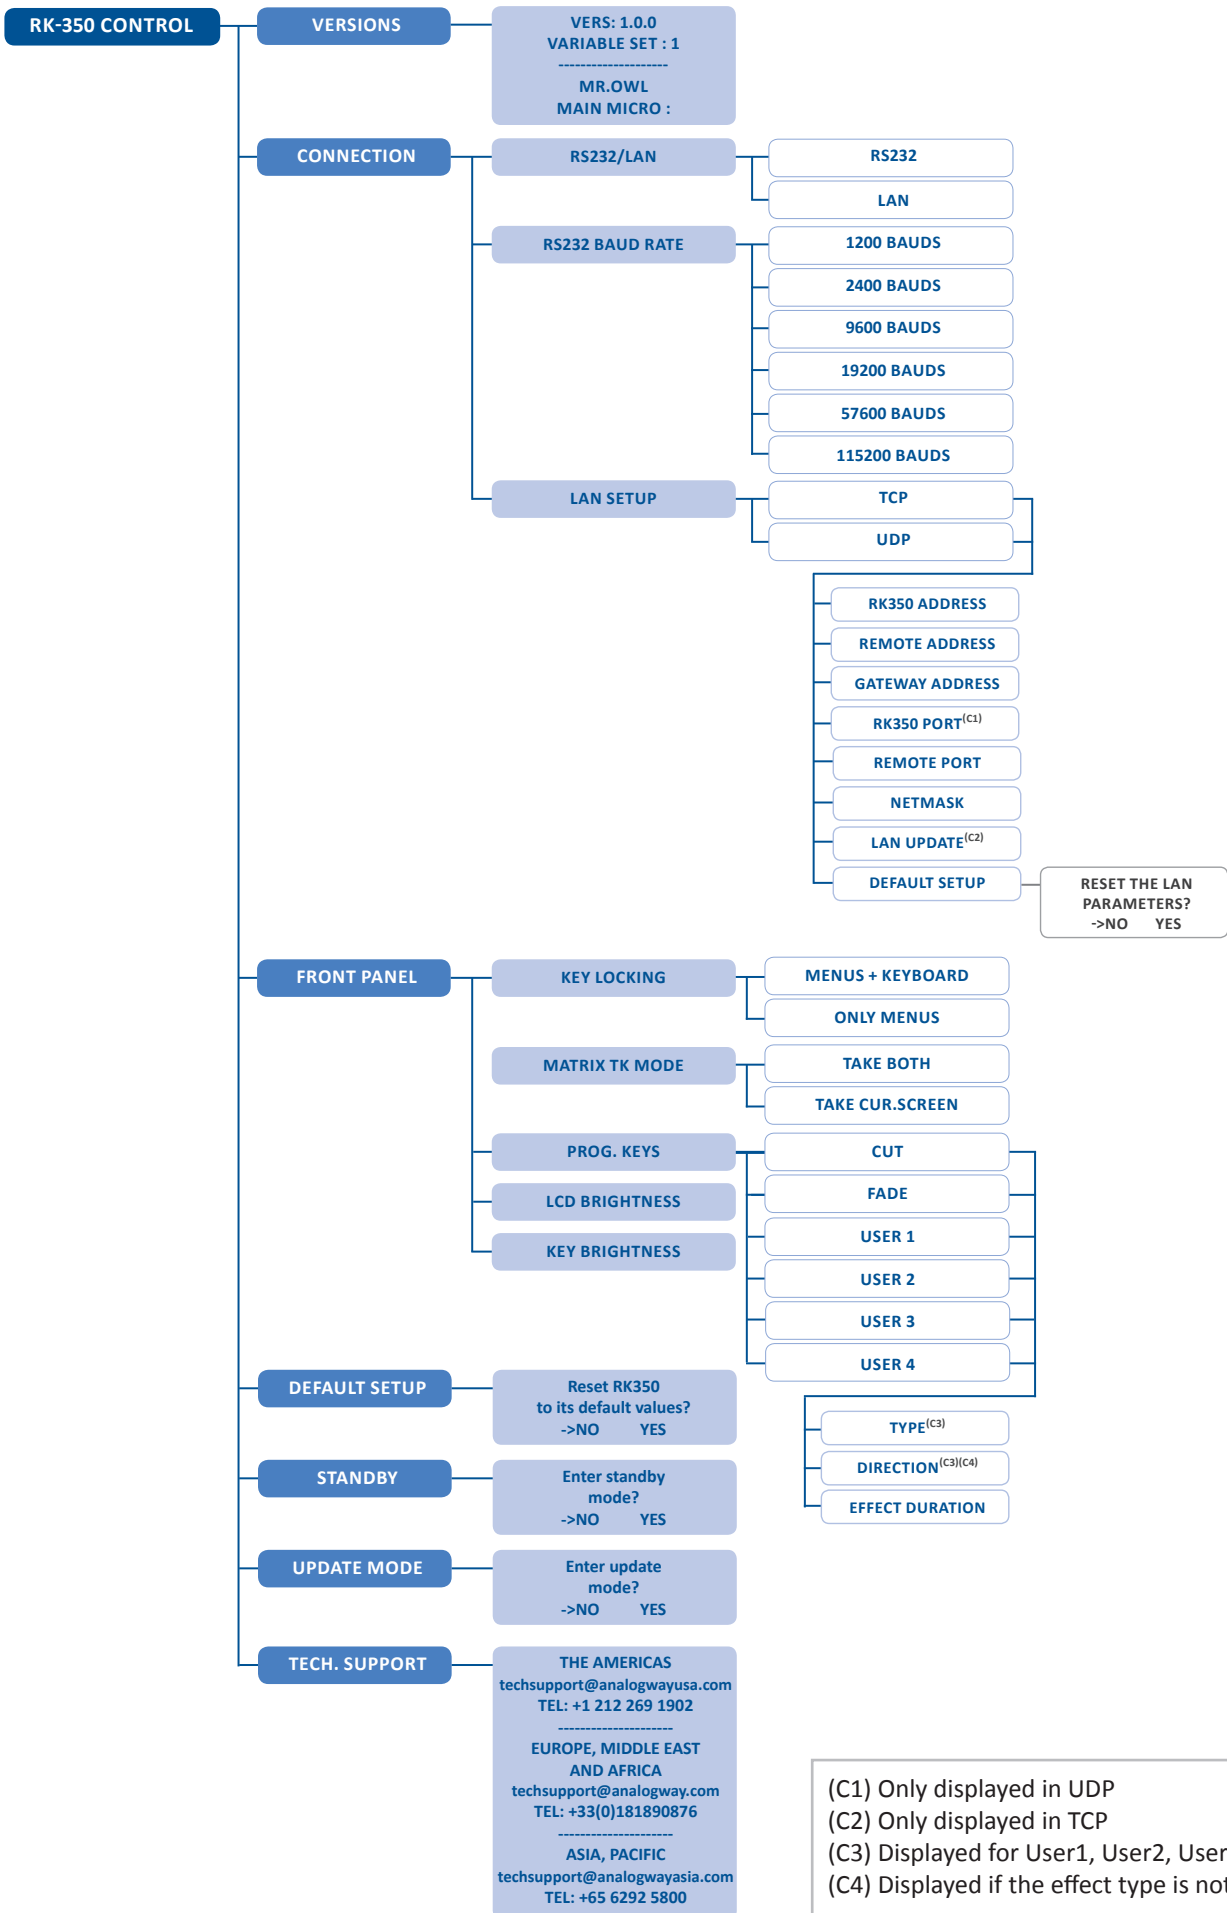 RK-350 CONTROL
VERSIONS
VERS: 1.0.0
VARIABLE SET : 1
--------------------
MR.OWL
MAIN MICRO :
CONNECTION
RS232/LAN
RS232
LAN
RS232 BAUD RATE
1200 BAUDS
2400 BAUDS
9600 BAUDS
19200 BAUDS
57600 BAUDS
115200 BAUDS
LAN SETUP
TCP
UDP
RK350 ADDRESS
REMOTE ADDRESS
GATEWAY ADDRESS
RK350 PORT(C1)
REMOTE PORT
NETMASK
LAN UPDATE(C2)
DEFAULT SETUP
RESET THE LAN
PARAMETERS?
->NO YES
FRONT PANEL
KEY LOCKING
MENUS + KEYBOARD
ONLY MENUS
MATRIX TK MODE
TAKE BOTH
TAKE CUR.SCREEN
PROG. KEYS
CUT
FADE
USER 1
USER 2
USER 3
USER 4
LCD BRIGHTNESS
KEY BRIGHTNESS
TYPE(C3)
DIRECTION(C3)(C4)
EFFECT DURATION
DEFAULT SETUP
Reset RK350
to its default values?
->NO YES
STANDBY
Enter standby
mode?
->NO YES
UPDATE MODE
Enter update
mode?
->NO YES
TECH. SUPPORT
THE AMERICAS
techsupport@analogwayusa.com
TEL: +1 212 269 1902
---------------------
EUROPE, MIDDLE EAST
AND AFRICA
techsupport@analogway.com
TEL: +33(0)181890876
---------------------
ASIA, PACIFIC
techsupport@analogwayasia.com
TEL: +65 6292 5800
(C1) Only displayed in UDP
(C2) Only displayed in TCP
(C3) Displayed for User1, User2, User
(C4) Displayed if the effect type is not